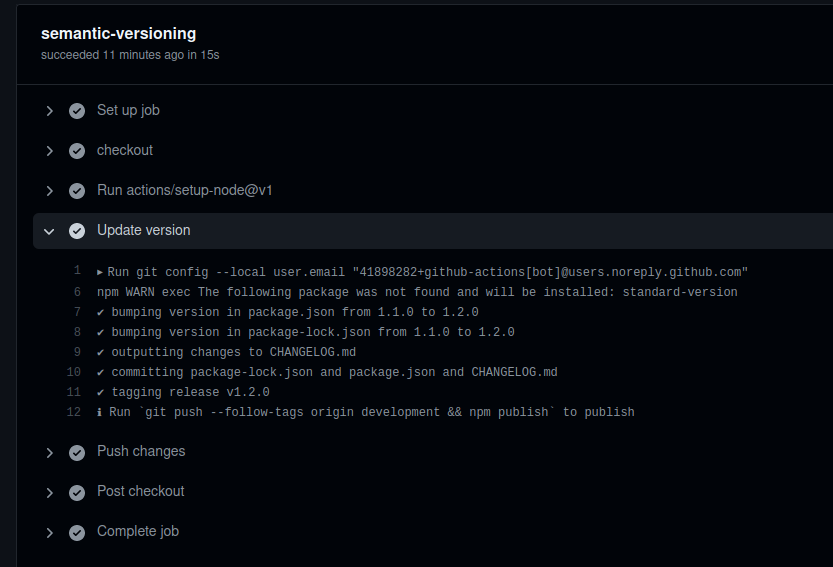 semantic-versioning
succeeded 11 minutes ago in 15s
Set up job
checkout
Run actions/setup-node@v1
Update version
1 ▶ Run git config --local user.email "41898282+github-actions[bot]@users.noreply.github.com"
6 npm WARN exec The following package was not found and will be installed: standard-version
7 ✔ bumping version in package.json from 1.1.0 to 1.2.0
8 ✔ bumping version in package-lock.json from 1.1.0 to 1.2.0
9 ✔ outputting changes to CHANGELOG.md
10 ✔ committing package-lock.json and package.json and CHANGELOG.md
11 ✔ tagging release v1.2.0
12 ℹ Run `git push --follow-tags origin development && npm publish` to publish
Push changes
Post checkout
Complete job